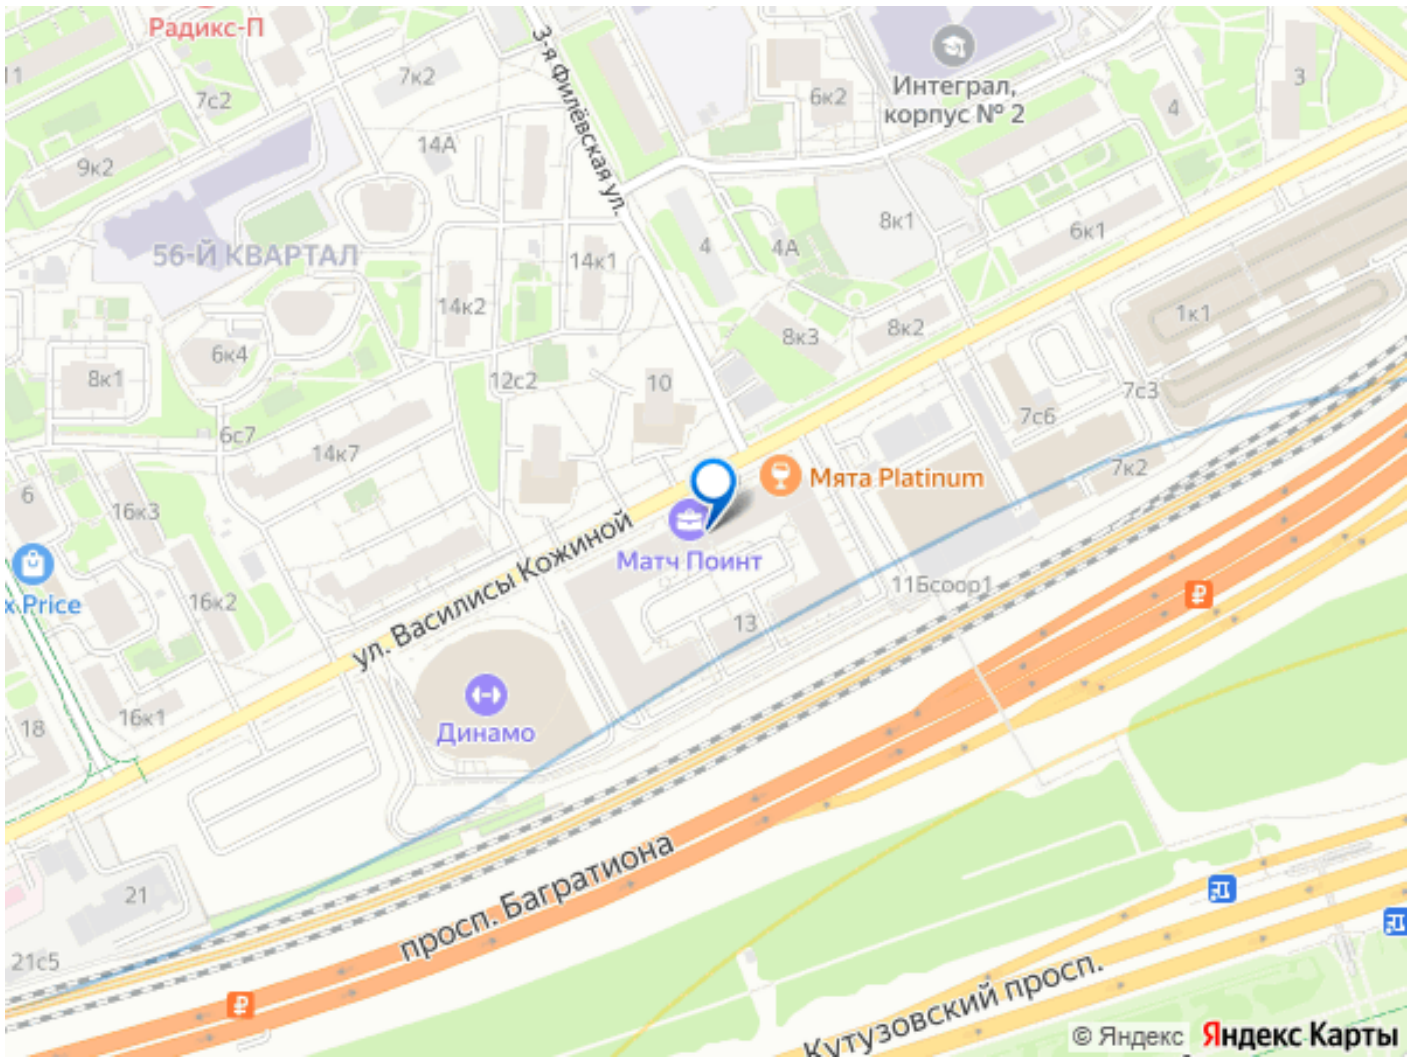 Радикс-П
11
7к2
7с2
3-я Филёвская ул.
6к2
Интеграл,
корпус № 2
3
4
14А
9к2
8к1
6к1
4
4А
56-Й КВАРТАЛ
14к1
14к2
1к1
8к3
8к2
6к4
8к1
12с2
10
7с3
7с6
6с7
14к7
7к2
Мята Platinum
6
16к3
Матч Поинт
ул. Василисы Кожиной
x Price
16к2
11Бсоор1
13
16к1
18
Динамо
просп. Багратиона
21
21с5
Кутузовский просп.
© Яндекс Яндекс Карты